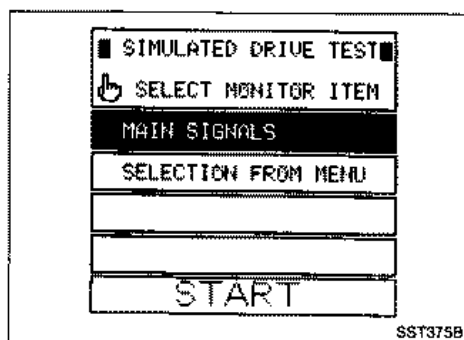 SIMULATED DRIVE TEST
SELECT MONITOR ITEM
MAIN SIGNALS
SELECTION FROM MENU
START
SST375B